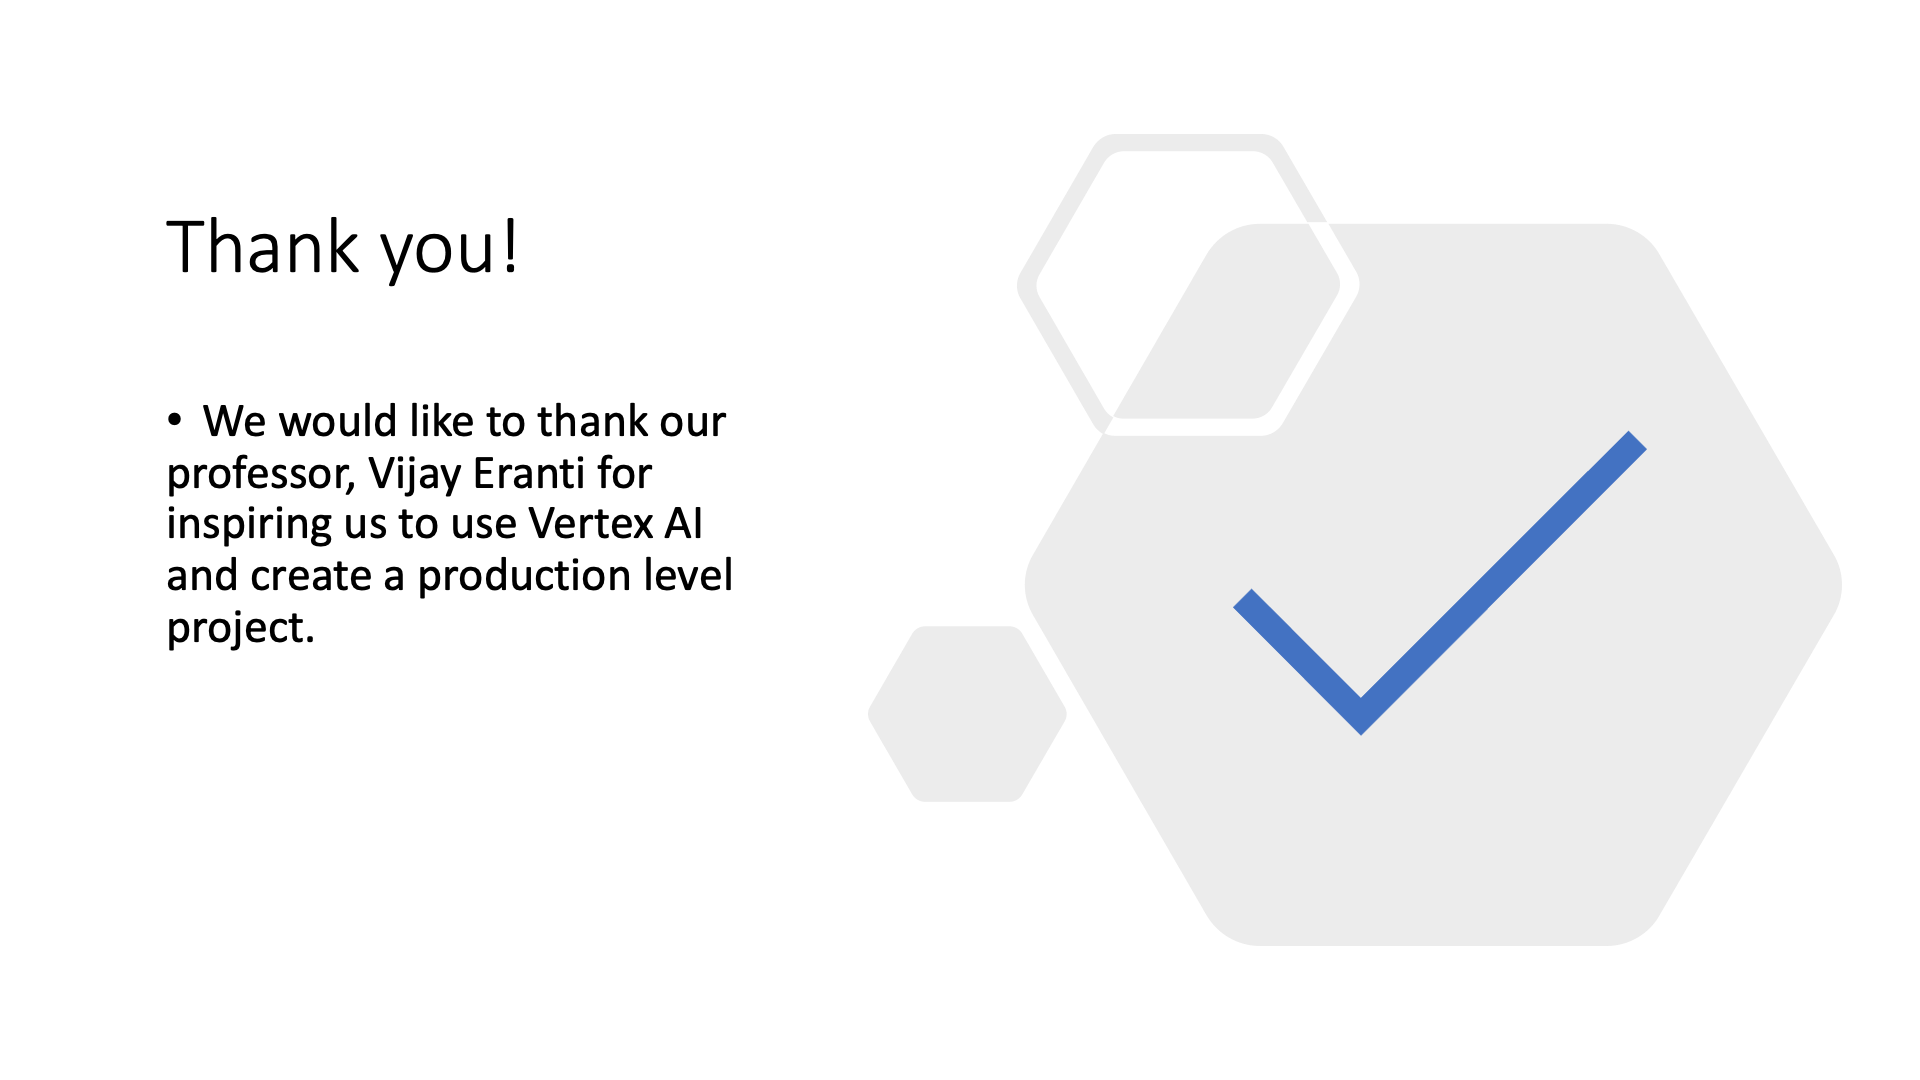 Thank you!
• We would like to thank our
professor, Vijay Eranti for
inspiring us to use Vertex AI
and create a production level
project.